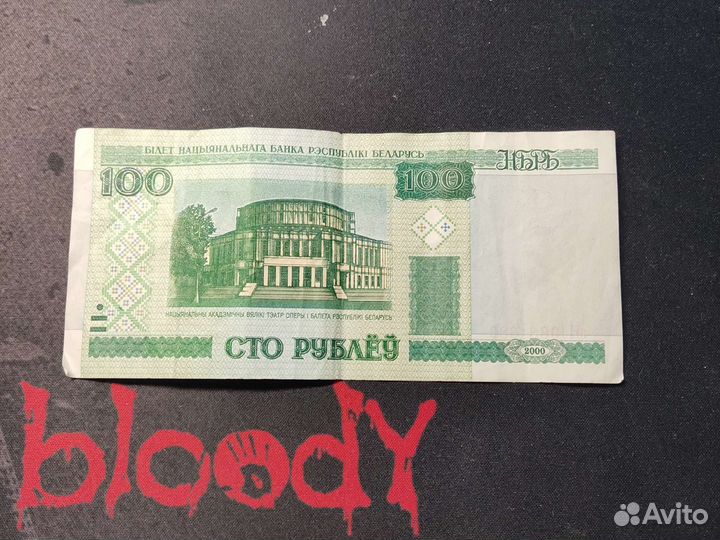 БІЛЕТ НАЦЫЯНАЛЬНАГА БАНКА РЭСПУБЛІКІ БЕЛАРУСЬ
НБРБ
100
100
НАЦЫЯНАЛЬНЫ АКАДЭМІЧНЫ ВЯЛІКІ ТЭАТР ОПЕРЫ І БАЛЕТА РЭСПУБЛІКІ БЕЛАРУСЬ
СТО РУБЛЁЎ
2000
bloody
Avito